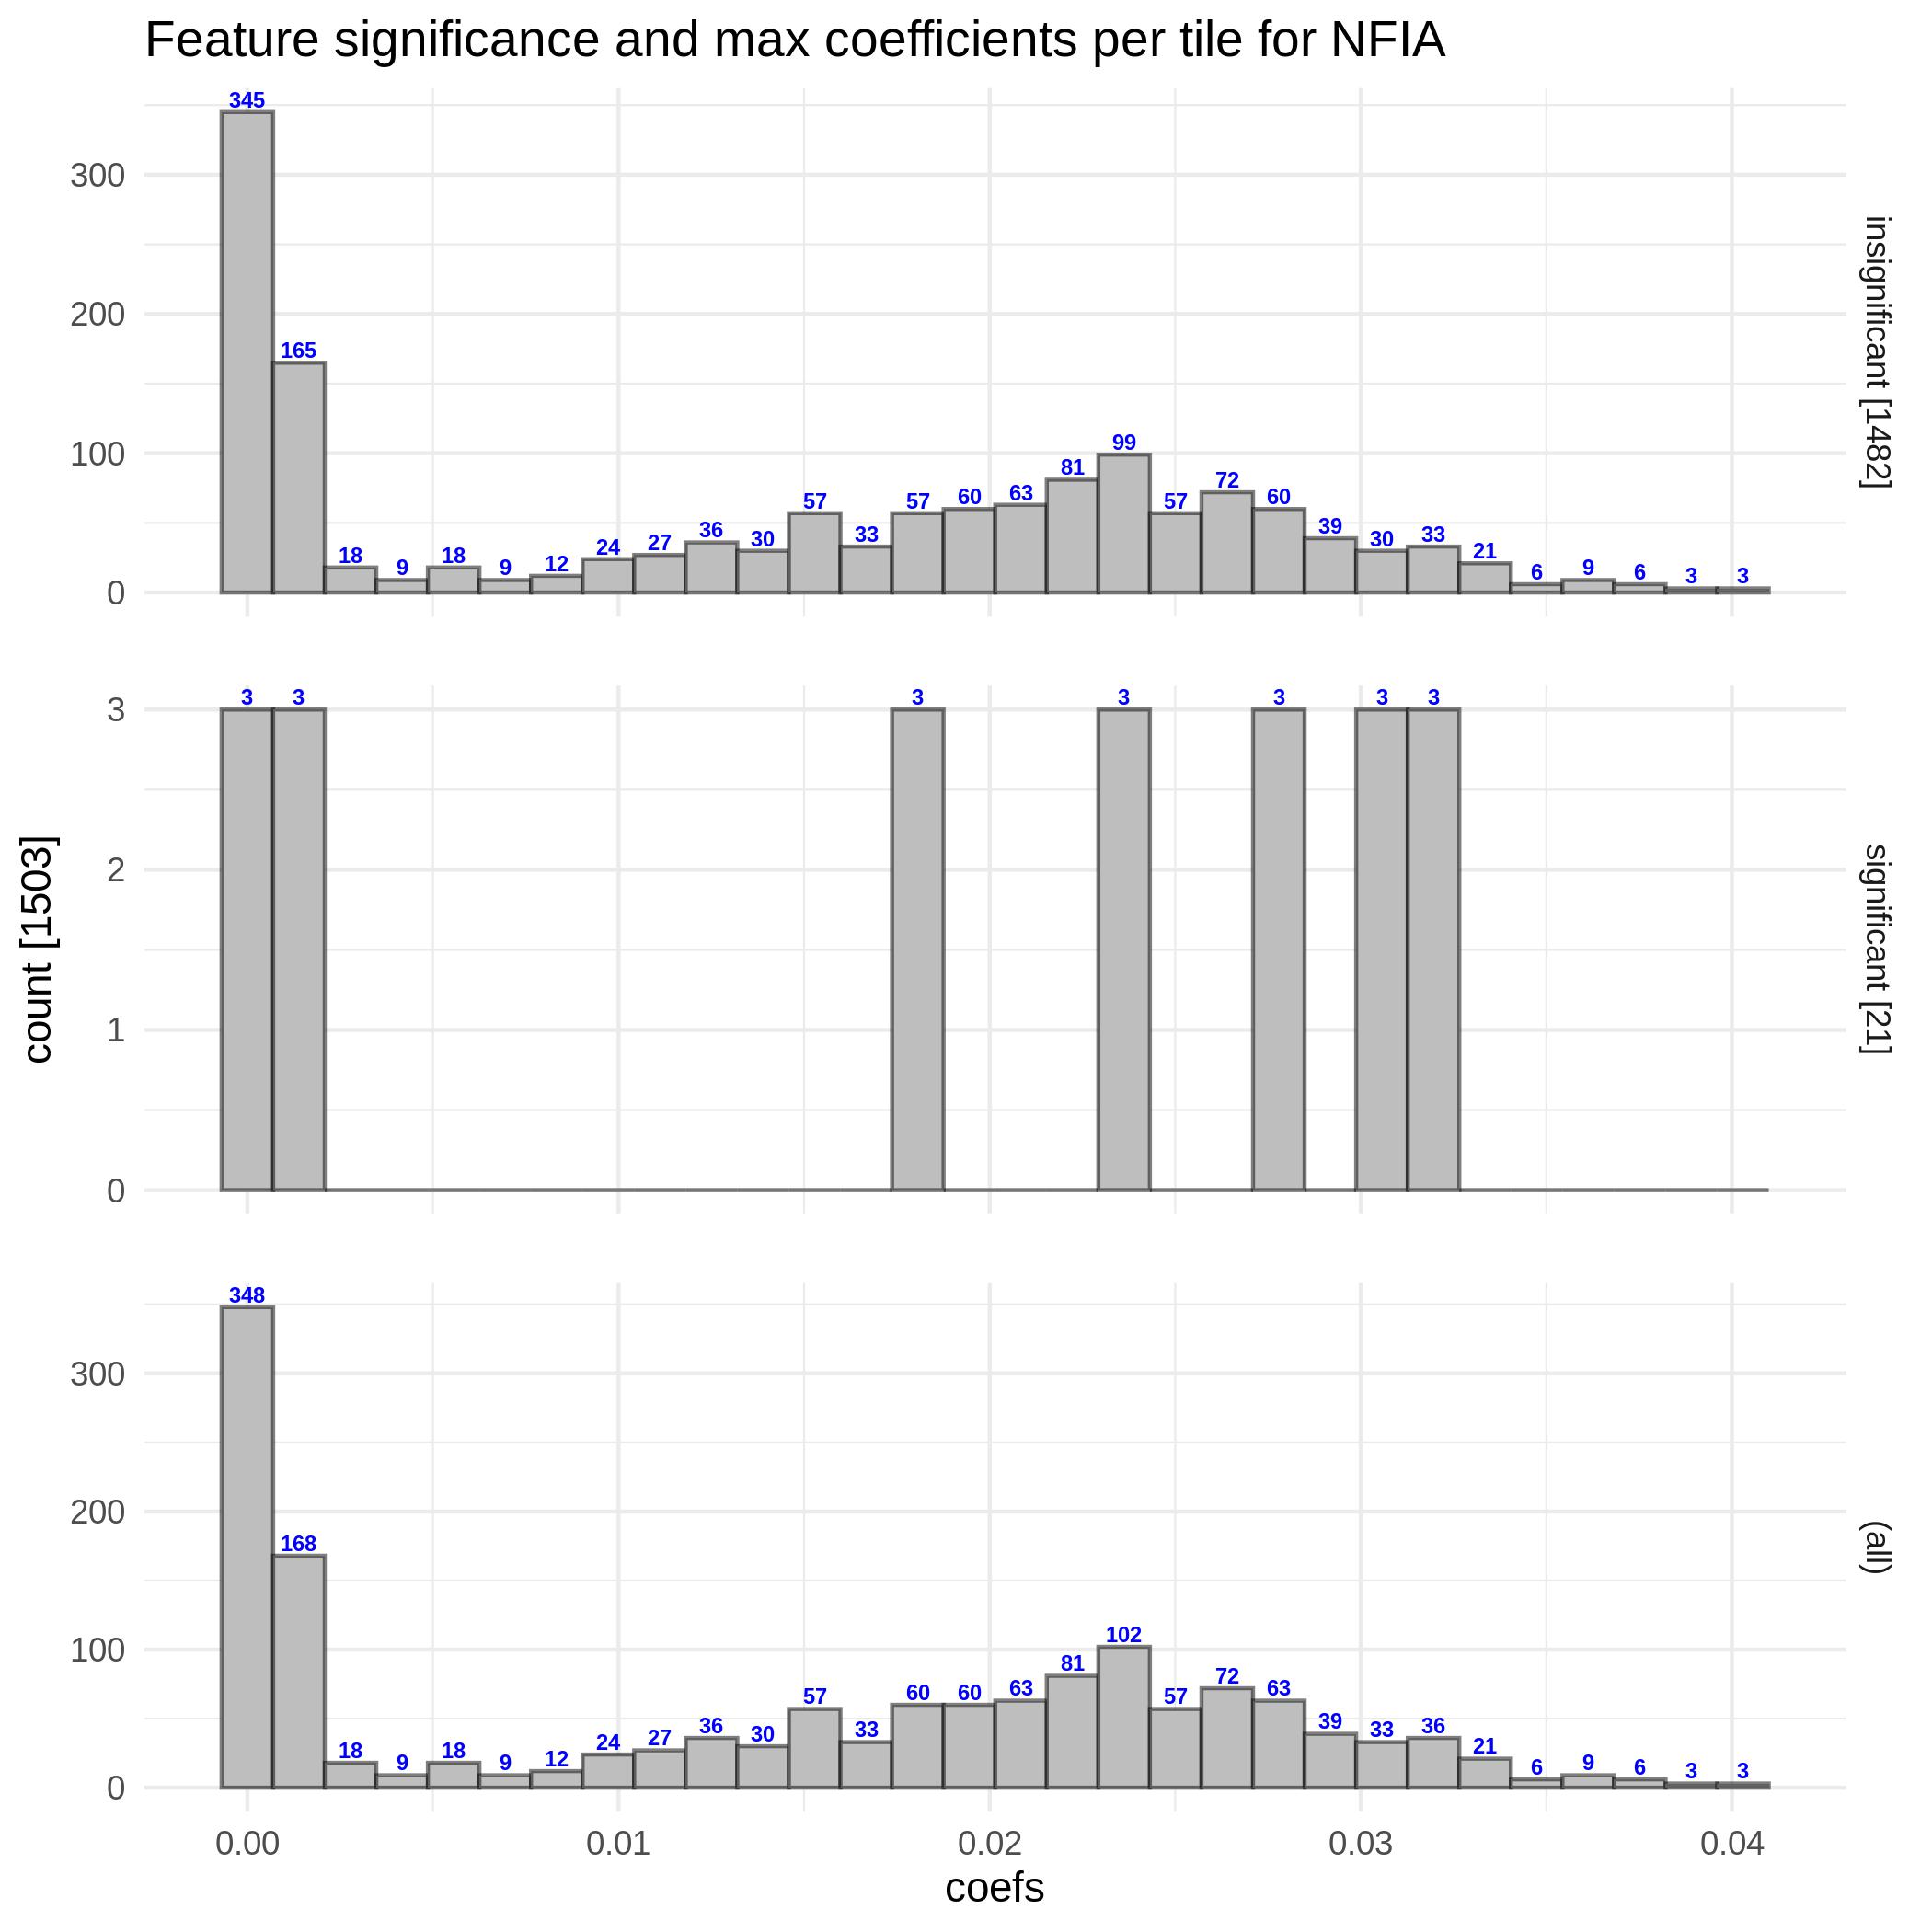 Feature significance and max coefficients per tile for NFIA
345
165
18 9 18 9 12 24 27 36 30 57 33 57 60 63 81 99 57 72 60 39 30 33 21 6 9 6 3 3
300
200
100
0
insignificant [1482]
3 3 3 3 3 3 3
3
2
1
0
significant [21]
count [1503]
348
168
18 9 18 9 12 24 27 36 30 57 33 60 60 63 81 102 57 72 63 39 33 36 21 6 9 6 3 3
300
200
100
0
(all)
0.00 0.01 0.02 0.03 0.04
coefs